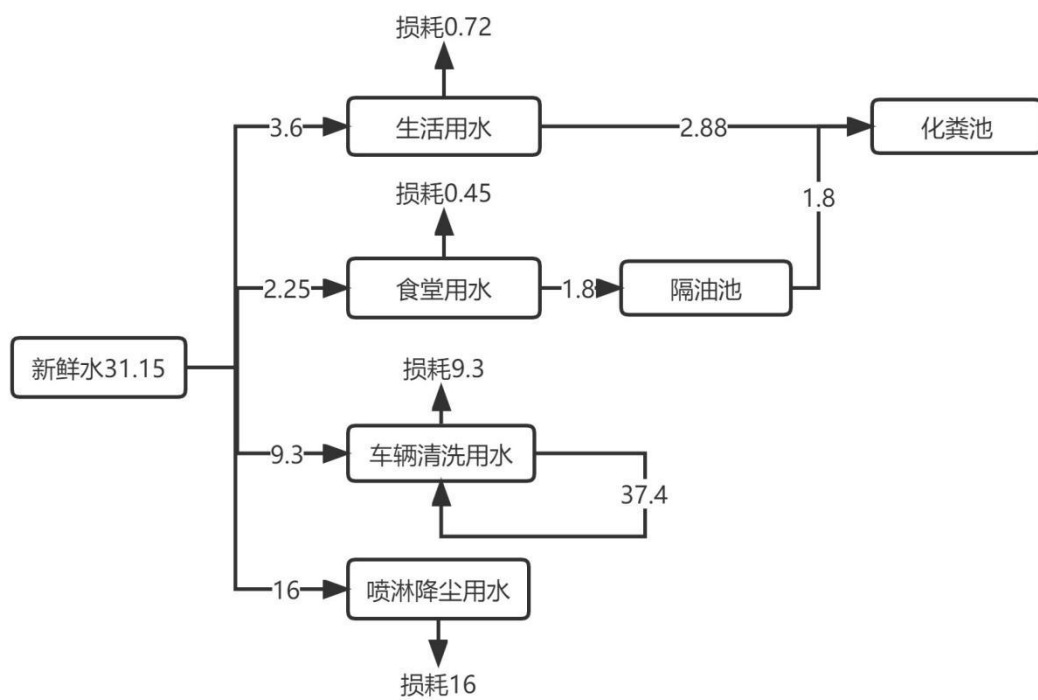 损耗0.72
3.6
生活用水
2.88
化粪池
损耗0.45
1.8
2.25
食堂用水
1.8
隔油池
新鲜水31.15
损耗9.3
9.3
车辆清洗用水
37.4
16
喷淋降尘用水
损耗16